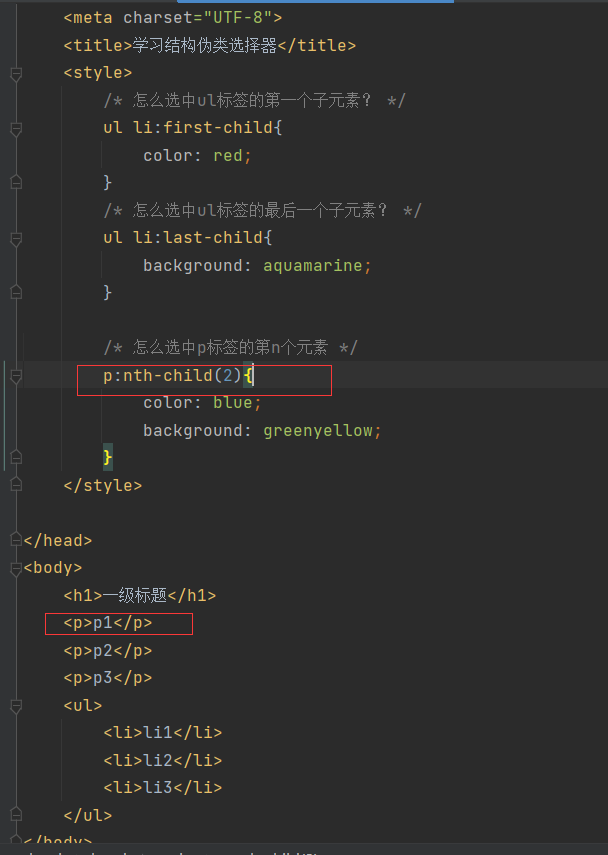 <meta charset="UTF-8">
<title>学习结构伪类选择器</title>
<style>
/* 怎么选中ul标签的第一个子元素？ */
ul li:first-child{
color: red;
}
/* 怎么选中ul标签的最后一个子元素？ */
ul li:last-child{
background: aquamarine;
}
/* 怎么选中p标签的第n个元素 */
p:nth-child(2){
color: blue;
background: greenyellow;
}
</style>
</head>
<body>
<h1>一级标题</h1>
<p>p1</p>
<p>p2</p>
<p>p3</p>
<ul>
<li>li1</li>
<li>li2</li>
<li>li3</li>
</ul>
</body>